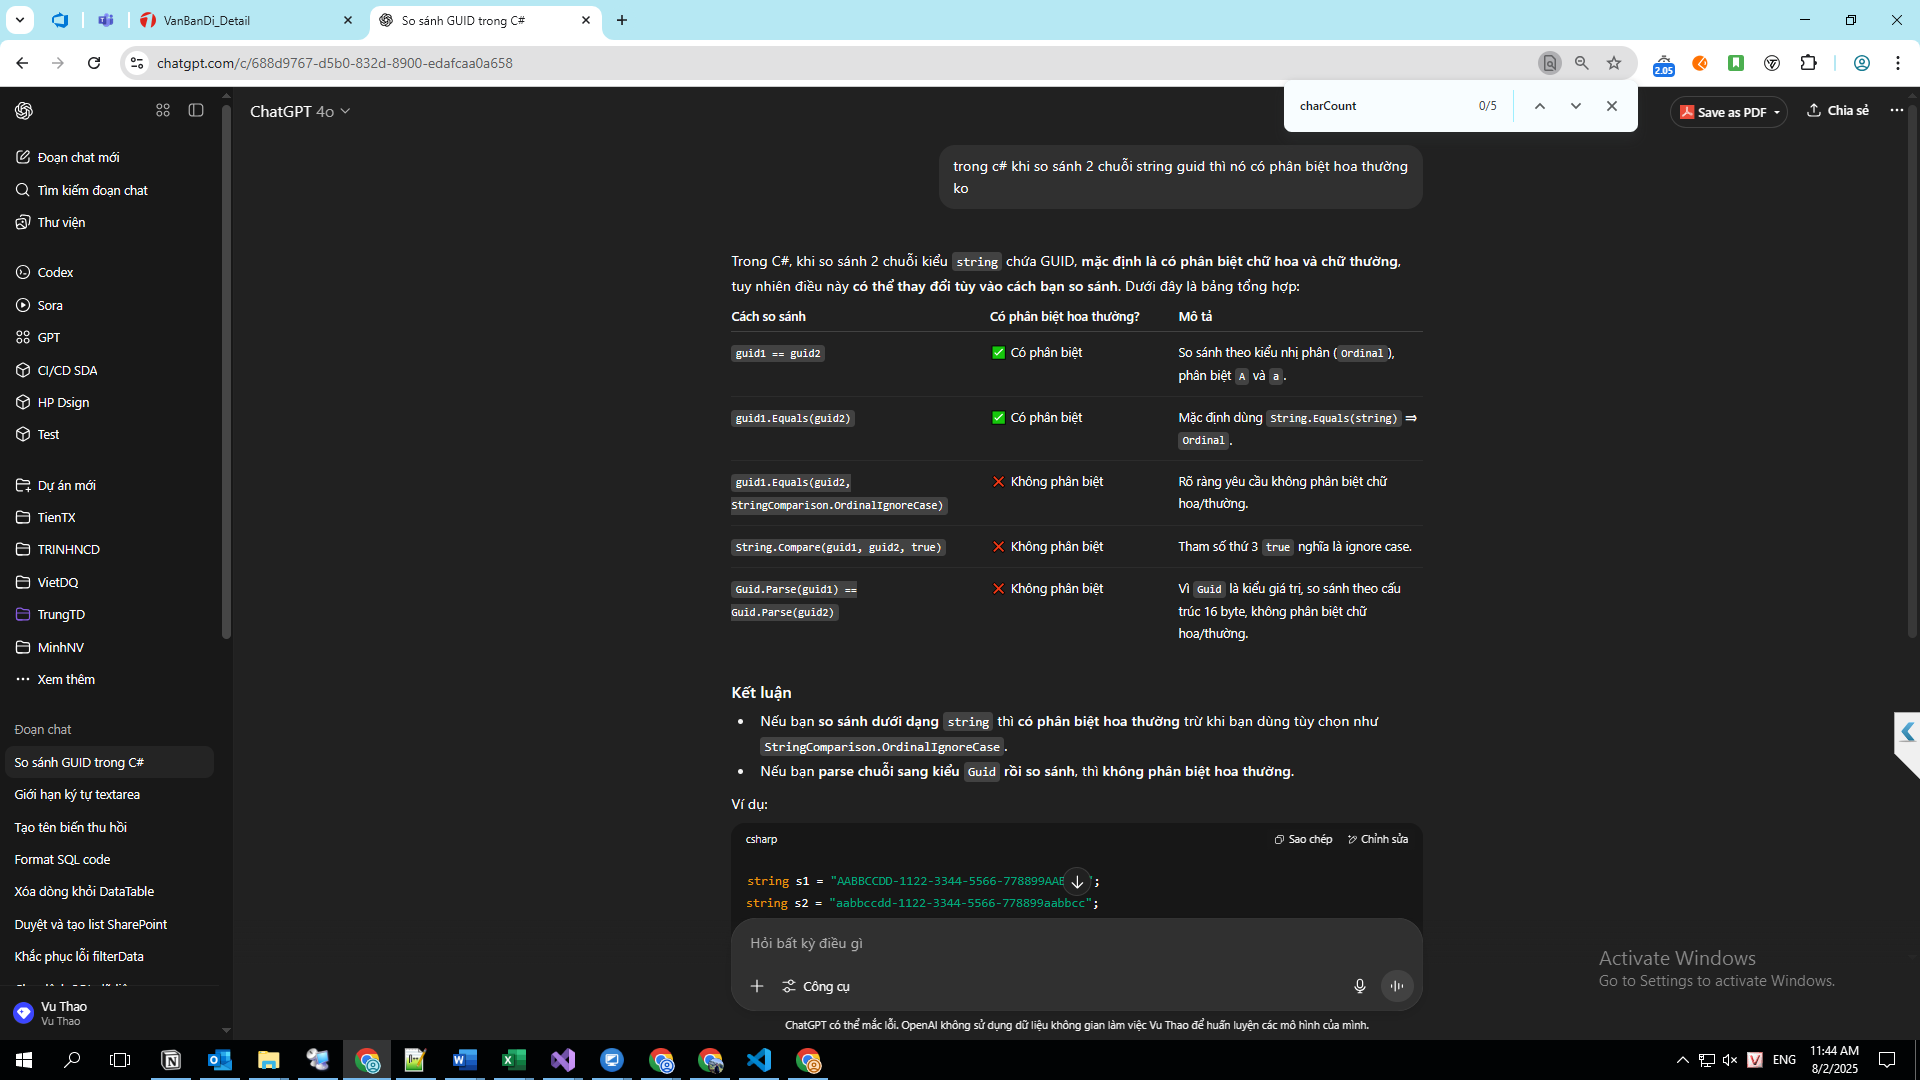 VanBanDi_Detail
So sánh GUID trong C#
chatgpt.com/c/688d9767-d5b0-832d-8900-edafcaa0a658
2.05
charCount
0/5
ChatGPT 4o
Save as PDF
Chia sẻ
Đoạn chat mới
Tìm kiếm đoạn chat
Thư viện
Codex
Sora
GPT
CI/CD SDA
HP Dsign
Test
Dự án mới
TienTX
TRINHNCD
VietDQ
TrungTD
MinhNV
Xem thêm
Đoạn chat
So sánh GUID trong C#
Giới hạn ký tự textarea
Tạo tên biến thu hồi
Format SQL code
Xóa dòng khỏi DataTable
Duyệt và tạo list SharePoint
Khắc phục lỗi filterData
Vu Thao
Vu Thao
trong c# khi so sánh 2 chuỗi string guid thì nó có phân biệt hoa thường
ko
Trong C#, khi so sánh 2 chuỗi kiểu string chứa GUID, mặc định là có phân biệt chữ hoa và chữ thường,
tuy nhiên điều này có thể thay đổi tùy vào cách bạn so sánh. Dưới đây là bảng tổng hợp:
Cách so sánh Có phân biệt hoa thường? Mô tả
guid1 == guid2 ✅ Có phân biệt So sánh theo kiểu nhị phân (Ordinal),
phân biệt A và a.
guid1.Equals(guid2) ✅ Có phân biệt Mặc định dùng String.Equals(string) ⇒
Ordinal.
guid1.Equals(guid2, ❌ Không phân biệt Rõ ràng yêu cầu không phân biệt chữ
StringComparison.OrdinalIgnoreCase) hoa/thường.
String.Compare(guid1, guid2, true) ❌ Không phân biệt Tham số thứ 3 true nghĩa là ignore case.
Guid.Parse(guid1) == ❌ Không phân biệt Vì Guid là kiểu giá trị, so sánh theo cấu
Guid.Parse(guid2) trúc 16 byte, không phân biệt chữ
hoa/thường.
Kết luận
• Nếu bạn so sánh dưới dạng string thì có phân biệt hoa thường trừ khi bạn dùng tùy chọn như
StringComparison.OrdinalIgnoreCase.
• Nếu bạn parse chuỗi sang kiểu Guid rồi so sánh, thì không phân biệt hoa thường.
Ví dụ:
csharp
Sao chép
Chỉnh sửa
string s1 = "AABBCCDD-1122-3344-5566-778899AAB";
string s2 = "aabbccdd-1122-3344-5566-778899aabbcc";
Hỏi bất kỳ điều gì
Công cụ
ChatGPT có thể mắc lỗi. OpenAI không sử dụng dữ liệu không gian làm việc Vu Thao để huấn luyện các mô hình của mình.
Activate Windows
Go to Settings to activate Windows.
ENG
11:44 AM
8/2/2025